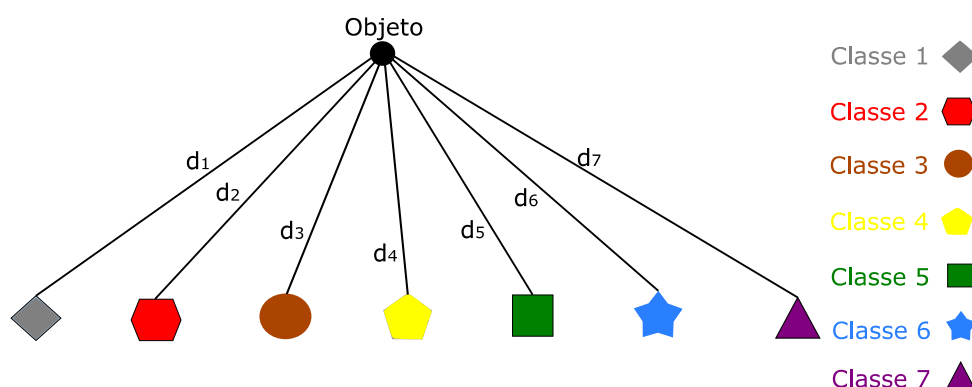 Objeto
d1
d2
d3
d4
d5
d6
d7
Classe 1
Classe 2
Classe 3
Classe 4
Classe 5
Classe 6
Classe 7